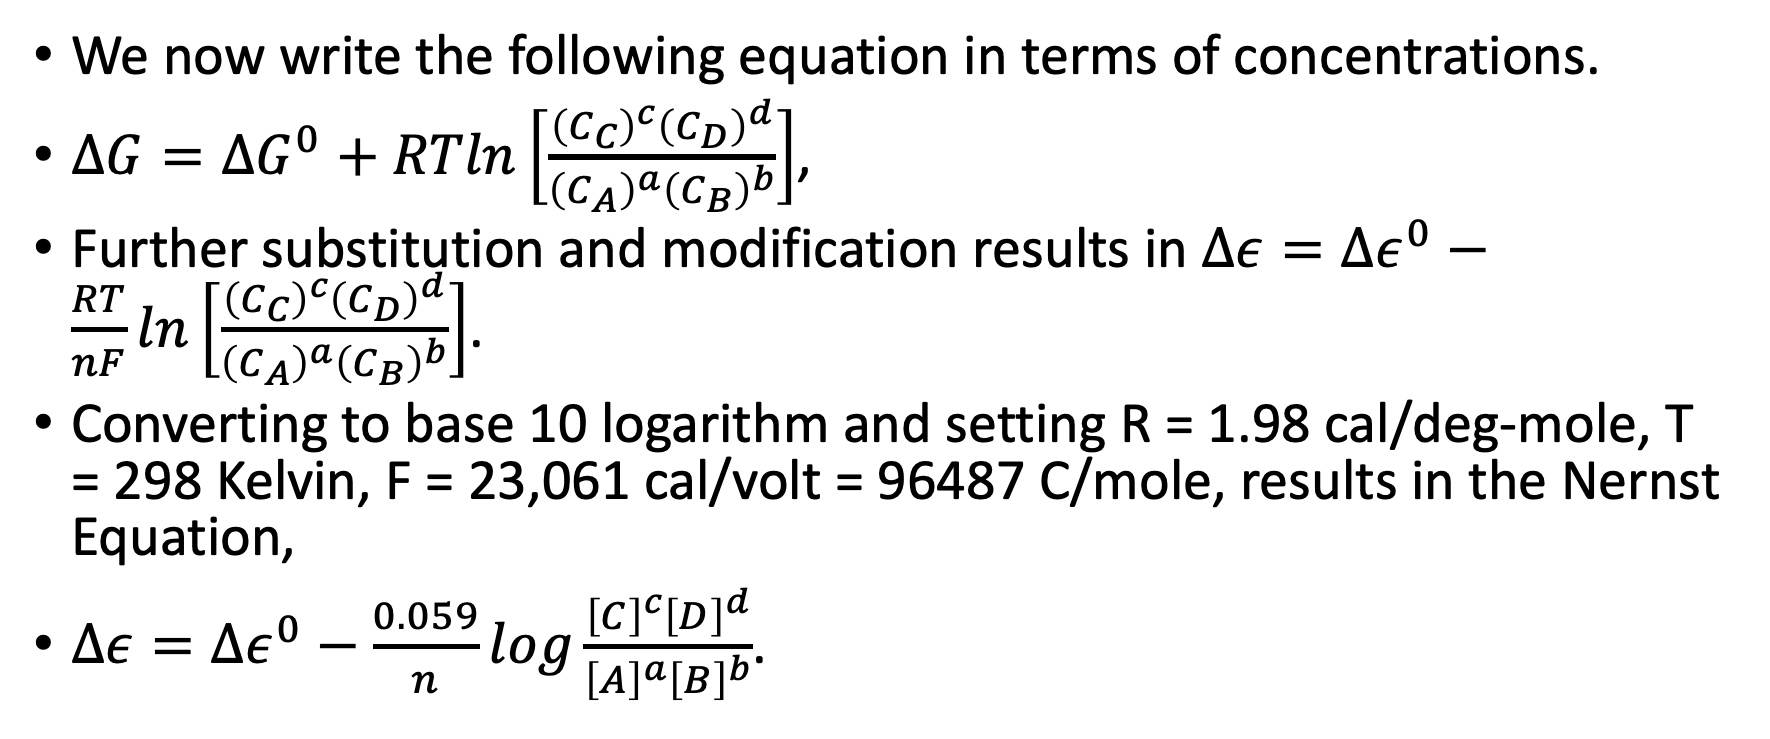 • We now write the following equation in terms of concentrations.
• ΔG = ΔG⁰ + RTln [(C_C)^c(C_D)^d / (C_A)^a(C_B)^b],
• Further substitution and modification results in Δϵ = Δϵ⁰ −
RT/nF ln [(C_C)^c(C_D)^d / (C_A)^a(C_B)^b].
• Converting to base 10 logarithm and setting R = 1.98 cal/deg-mole, T
= 298 Kelvin, F = 23,061 cal/volt = 96487 C/mole, results in the Nernst
Equation,
• Δϵ = Δϵ⁰ − 0.059/n log [C]^c[D]^d / [A]^a[B]^b.